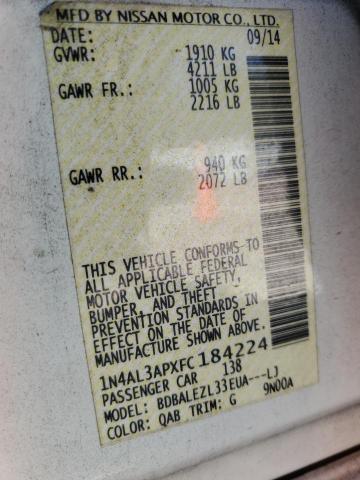 MFD BY NISSAN MOTOR CO., LTD.
DATE: 09/14
GVWR: 1910 KG
4211 LB
GAWR FR.: 1005 KG
2216 LB
GAWR RR.: 940 KG
2072 LB
THIS VEHICLE CONFORMS TO
ALL APPLICABLE FEDERAL
MOTOR VEHICLE SAFETY,
BUMPER, AND THEFT
PREVENTION STANDARDS IN
EFFECT ON THE DATE OF
MANUFACTURE SHOWN ABOVE.
1N4AL3APXFC184224
PASSENGER CAR 138
MODEL: BDBALEZL33EUA---LJ
COLOR: QAB TRIM: G 9N00A